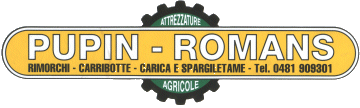 ATTREZZATURE
PUPIN - ROMANS
RIMORCHI - CARRIBOTTE - CARICA E SPARGILETAME - Tel. 0481 909301
AGRICOLE